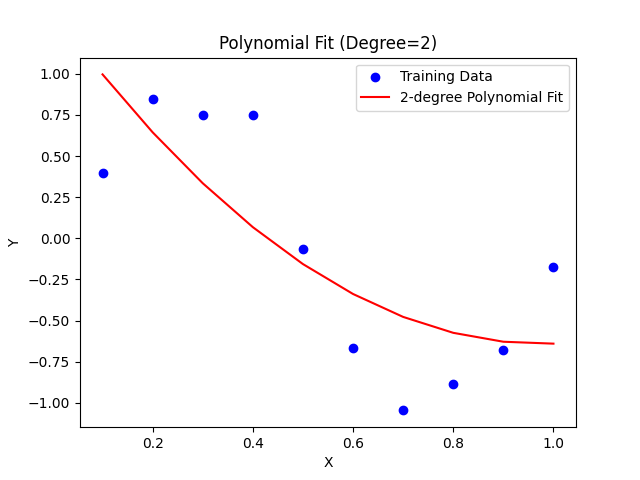 Polynomial Fit (Degree=2)
Training Data
2-degree Polynomial Fit
1.00
0.75
0.50
0.25
0.00
−0.25
−0.50
−0.75
−1.00
Y
0.2 0.4 0.6 0.8 1.0
X